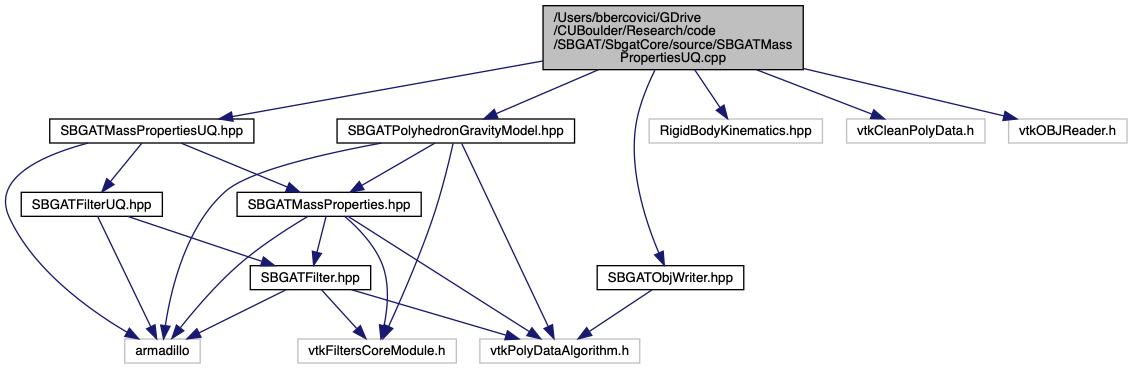 /Users/bbercovici/GDrive
/CUBoulder/Research/code
/SBGAT/SbgatCore/source/SBGATMass
PropertiesUQ.cpp
SBGATMassPropertiesUQ.hpp
SBGATPolyhedronGravityModel.hpp
RigidBodyKinematics.hpp
vtkCleanPolyData.h
vtkOBJReader.h
SBGATFilterUQ.hpp
SBGATMassProperties.hpp
SBGATFilter.hpp
SBGATObjWriter.hpp
armadillo
vtkFiltersCoreModule.h
vtkPolyDataAlgorithm.h